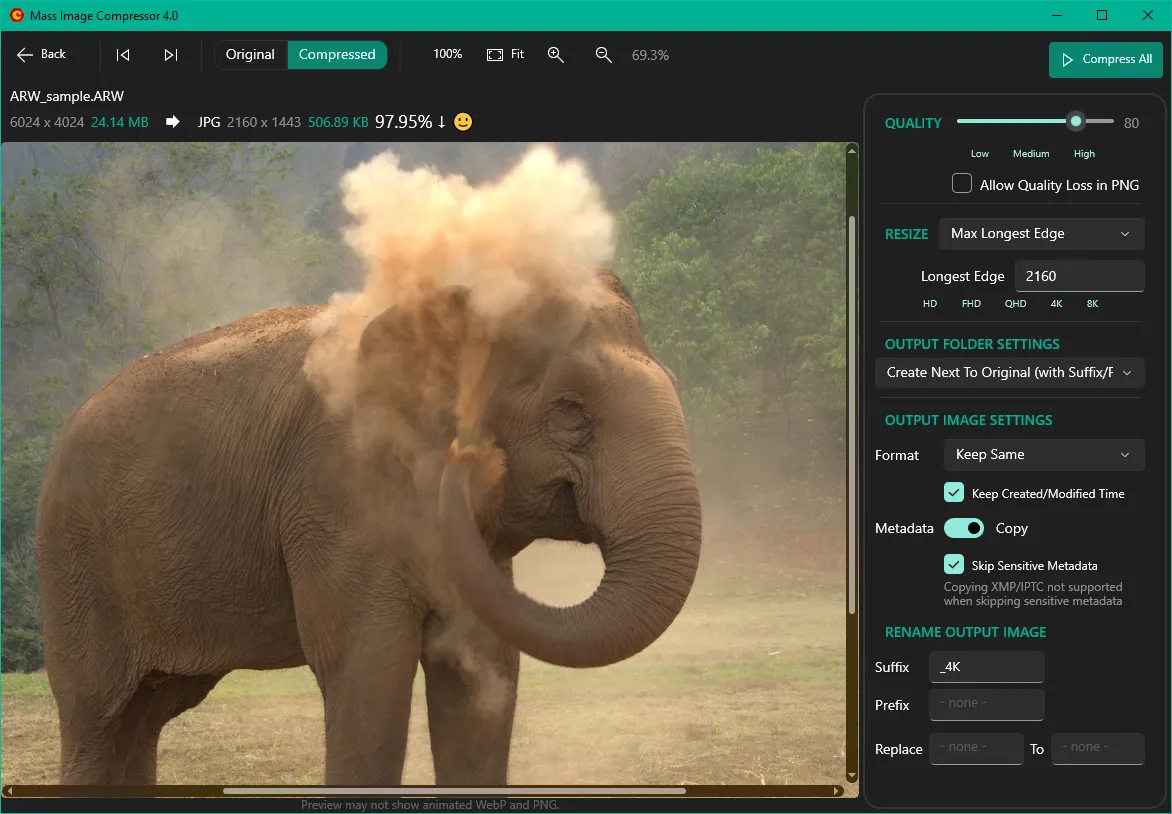 Mass Image Compressor 4.0
Back
Original
Compressed
100%
Fit
69.3%
Compress All
ARW_sample.ARW
6024 x 4024 24.14 MB
JPG 2160 x 1443 506.89 KB 97.95% ↓
QUALITY
80
Low Medium High
Allow Quality Loss in PNG
RESIZE
Max Longest Edge
Longest Edge 2160
HD FHD QHD 4K 8K
OUTPUT FOLDER SETTINGS
Create Next To Original (with Suffix/F
OUTPUT IMAGE SETTINGS
Format Keep Same
Keep Created/Modified Time
Metadata Copy
Skip Sensitive Metadata
Copying XMP/IPTC not supported
when skipping sensitive metadata
RENAME OUTPUT IMAGE
Suffix _4K
Prefix - none -
Replace - none - To - none -
Preview may not show animated WebP and PNG.